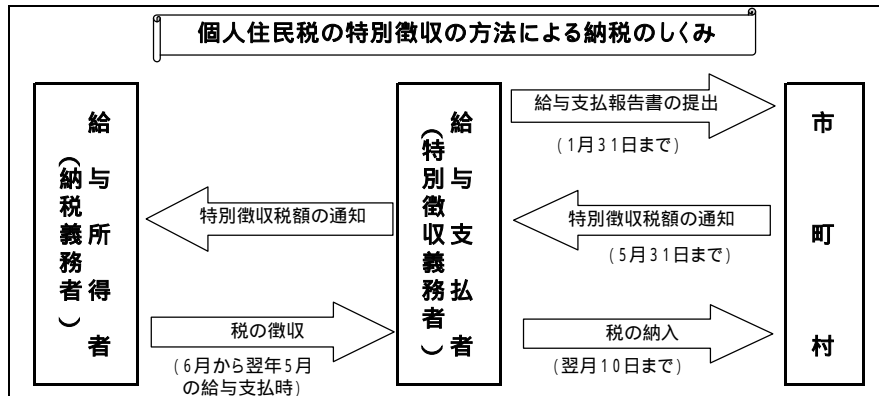 個人住民税の特別徴収の方法による納税のしくみ
給与所得者
(納税義務者)
給与支払者
(特別徴収義務者)
市町村
給与支払報告書の提出
(1月31日まで)
特別徴収税額の通知
(5月31日まで)
特別徴収税額の通知
税の徴収
(6月から翌年5月
の給与支払時)
税の納入
(翌月10日まで)